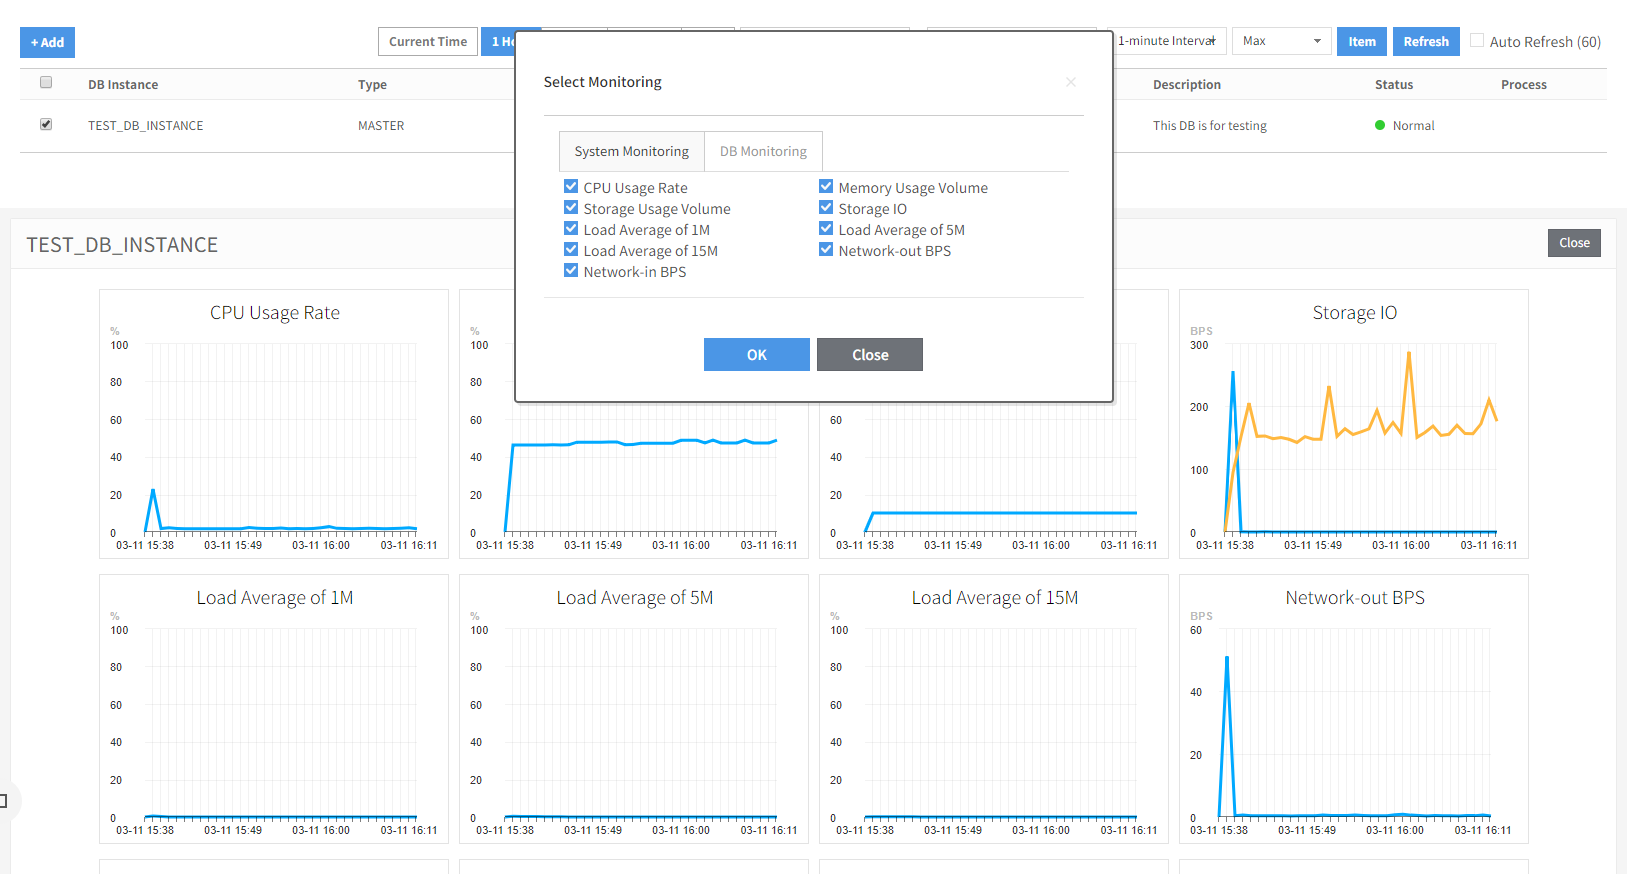 + Add
Current Time
1 Ho
1-minute Interval
Max
Item
Refresh
Auto Refresh (60)
DB Instance
Type
Description
Status
Process
TEST_DB_INSTANCE
MASTER
This DB is for testing
Normal
Select Monitoring
×
System Monitoring
DB Monitoring
CPU Usage Rate
Memory Usage Volume
Storage Usage Volume
Storage IO
Load Average of 1M
Load Average of 5M
Load Average of 15M
Network-out BPS
Network-in BPS
OK
Close
TEST_DB_INSTANCE
Close
CPU Usage Rate
%
100
80
60
40
20
0
03-11 15:38
03-11 15:49
03-11 16:00
03-11 16:11
%
100
80
60
40
20
0
03-11 15:38
03-11 15:49
03-11 16:00
03-11 16:11
60
40
20
0
03-11 15:38
03-11 15:49
03-11 16:00
03-11 16:11
Storage IO
BPS
300
200
100
0
03-11 15:38
03-11 15:49
03-11 16:00
03-11 16:11
Load Average of 1M
%
100
80
60
40
20
0
03-11 15:38
03-11 15:49
03-11 16:00
03-11 16:11
Load Average of 5M
%
100
80
60
40
20
0
03-11 15:38
03-11 15:49
03-11 16:00
03-11 16:11
Load Average of 15M
%
100
80
60
40
20
0
03-11 15:38
03-11 15:49
03-11 16:00
03-11 16:11
Network-out BPS
BPS
60
40
20
0
03-11 15:38
03-11 15:49
03-11 16:00
03-11 16:11